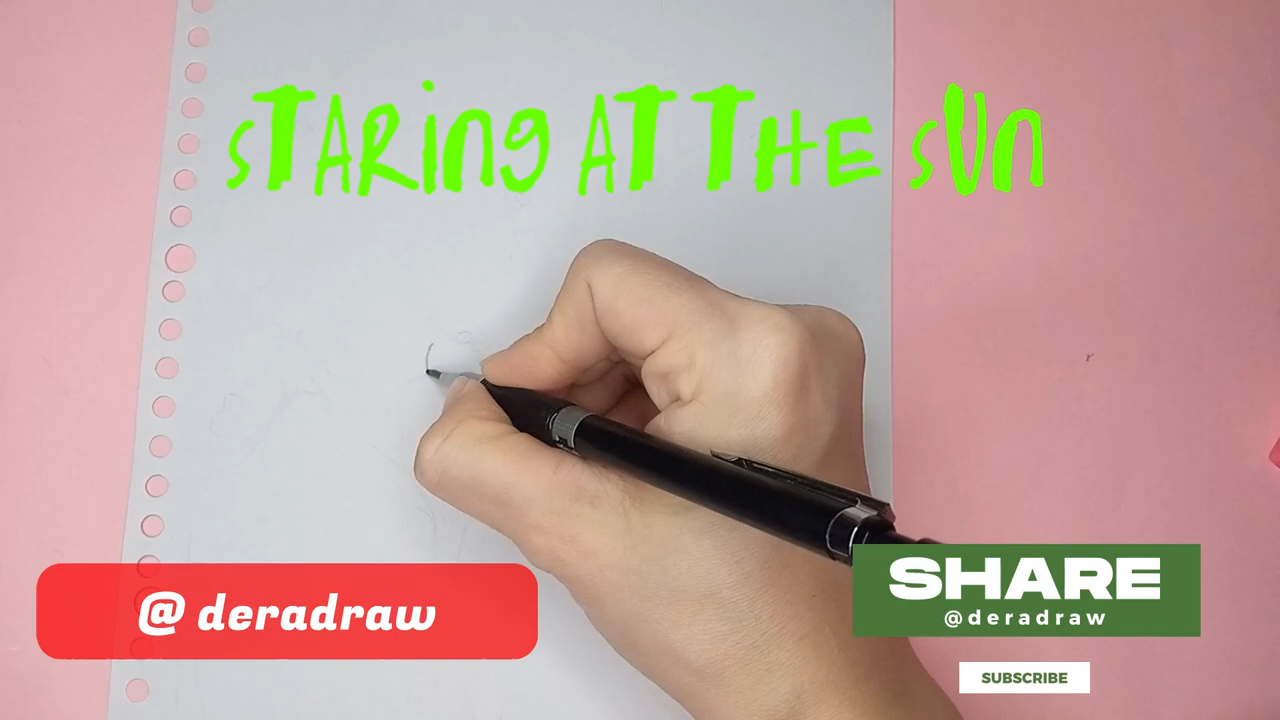 STARing AT THE SUn
@ deradraw
SHARE
@deradraw
SUBSCRIBE